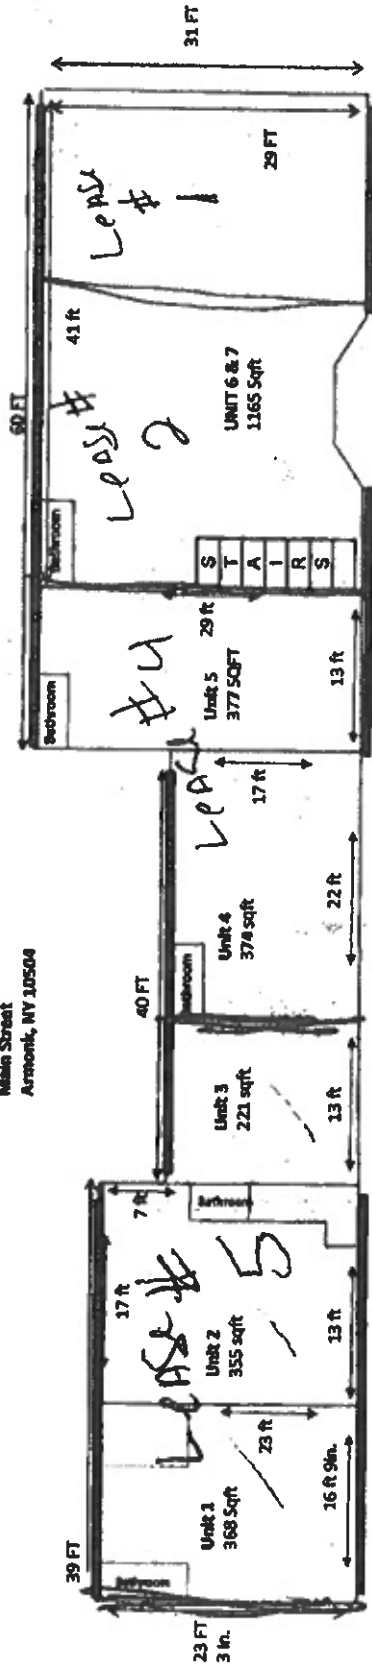 Main Street
Armonk, NY 10504
39 FT
23 FT
3 in.
Bathroom
Unit 1
368 Sqft
23 ft
16 ft 9in.
LeASe # 5
17 ft
7 ft
Unit 2
355 sqft
13 ft
Bathroom
40 FT
Unit 3
221 sqft
13 ft
Bathroom
Unit 4
374 sqft
17 ft
22 ft
LeASe #4
Bathroom
Unit 5
377 SQFT
29 ft
13 ft
60 FT
Bathroom
STAIRS
LeASe #
2
41 ft
UNIT 6 & 7
1165 Sqft
LeASe
#
1
29 FT
31 FT